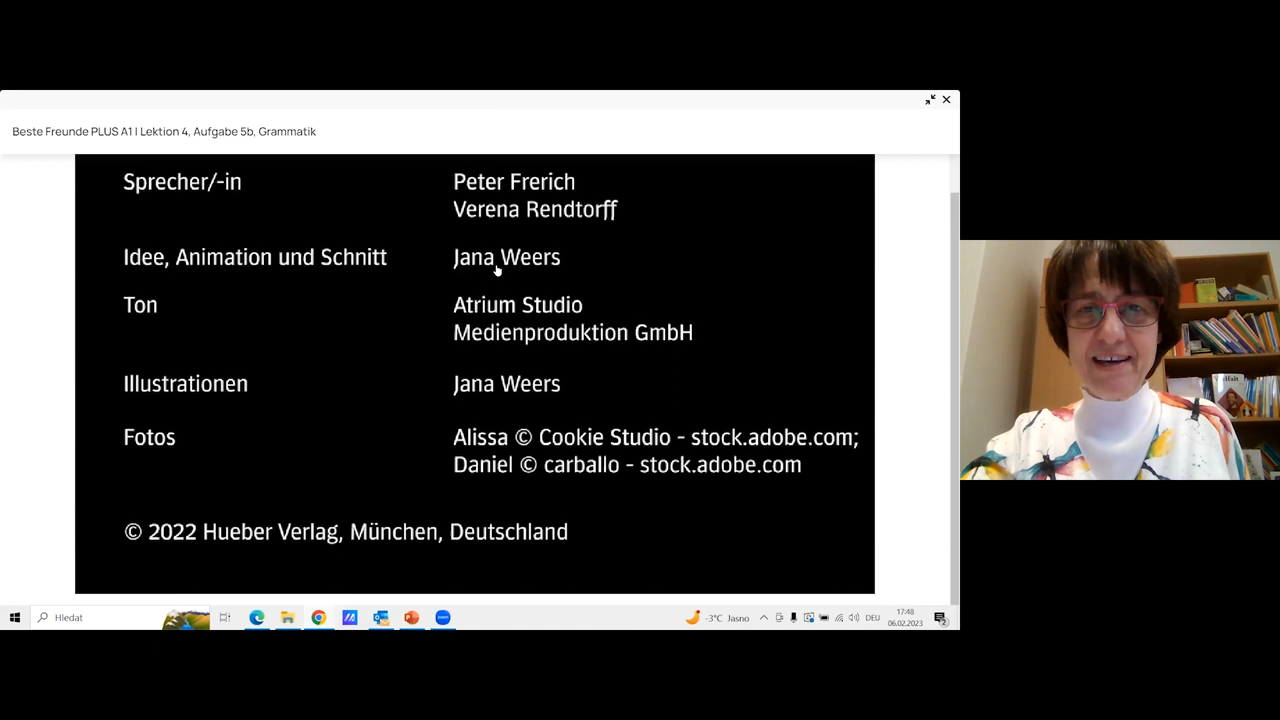 Beste Freunde PLUS A1 I Lektion 4, Aufgabe 5b, Grammatik
Sprecher/-in Peter Frerich
Verena Rendtorff
Idee, Animation und Schnitt Jana Weers
Ton Atrium Studio
Medienproduktion GmbH
Illustrationen Jana Weers
Fotos Alissa © Cookie Studio - stock.adobe.com;
Daniel © carballo - stock.adobe.com
© 2022 Hueber Verlag, München, Deutschland
Hledat -3°C Jasno DEU 17:48
06.02.2023
zoom
2